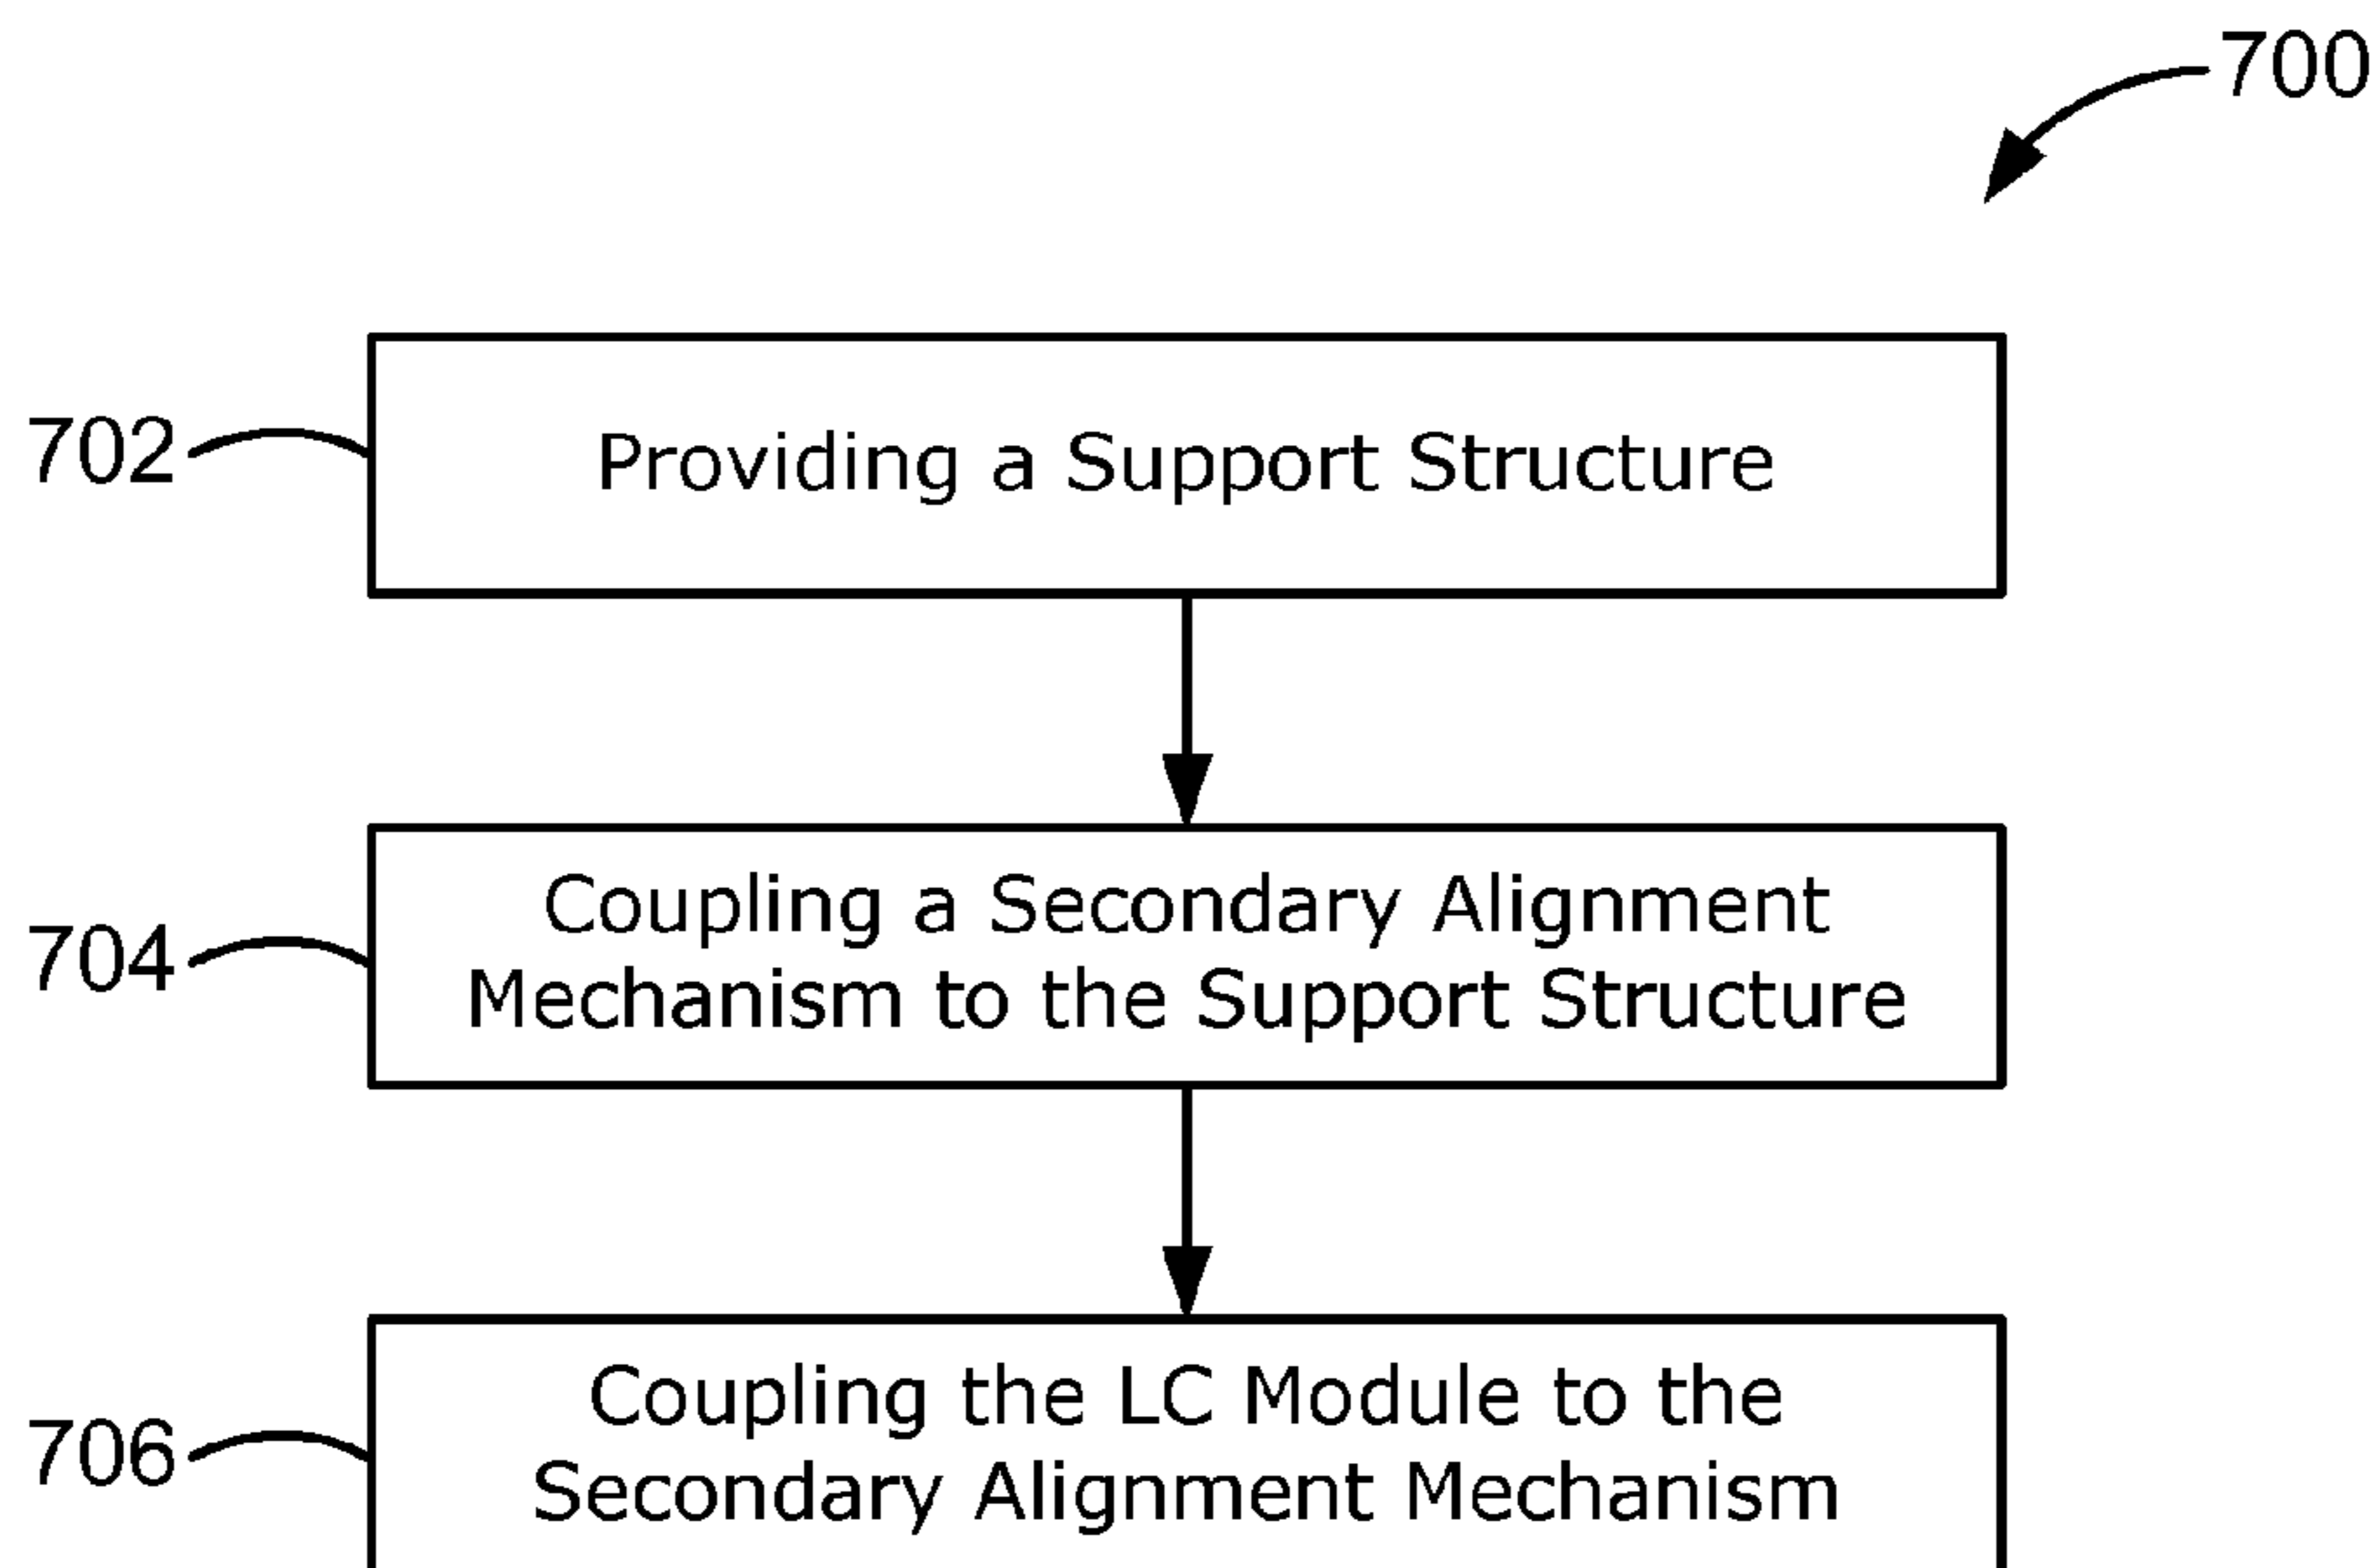 700
702
Providing a Support Structure
704
Coupling a Secondary Alignment
Mechanism to the Support Structure
706
Coupling the LC Module to the
Secondary Alignment Mechanism